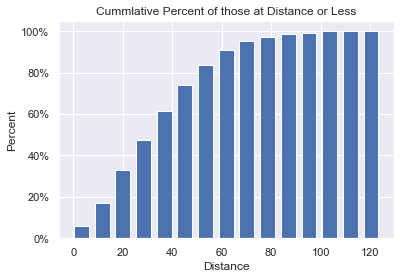 Cummlative Percent of those at Distance or Less
Percent
100%
80%
60%
40%
20%
0%
0 20 40 60 80 100 120
Distance